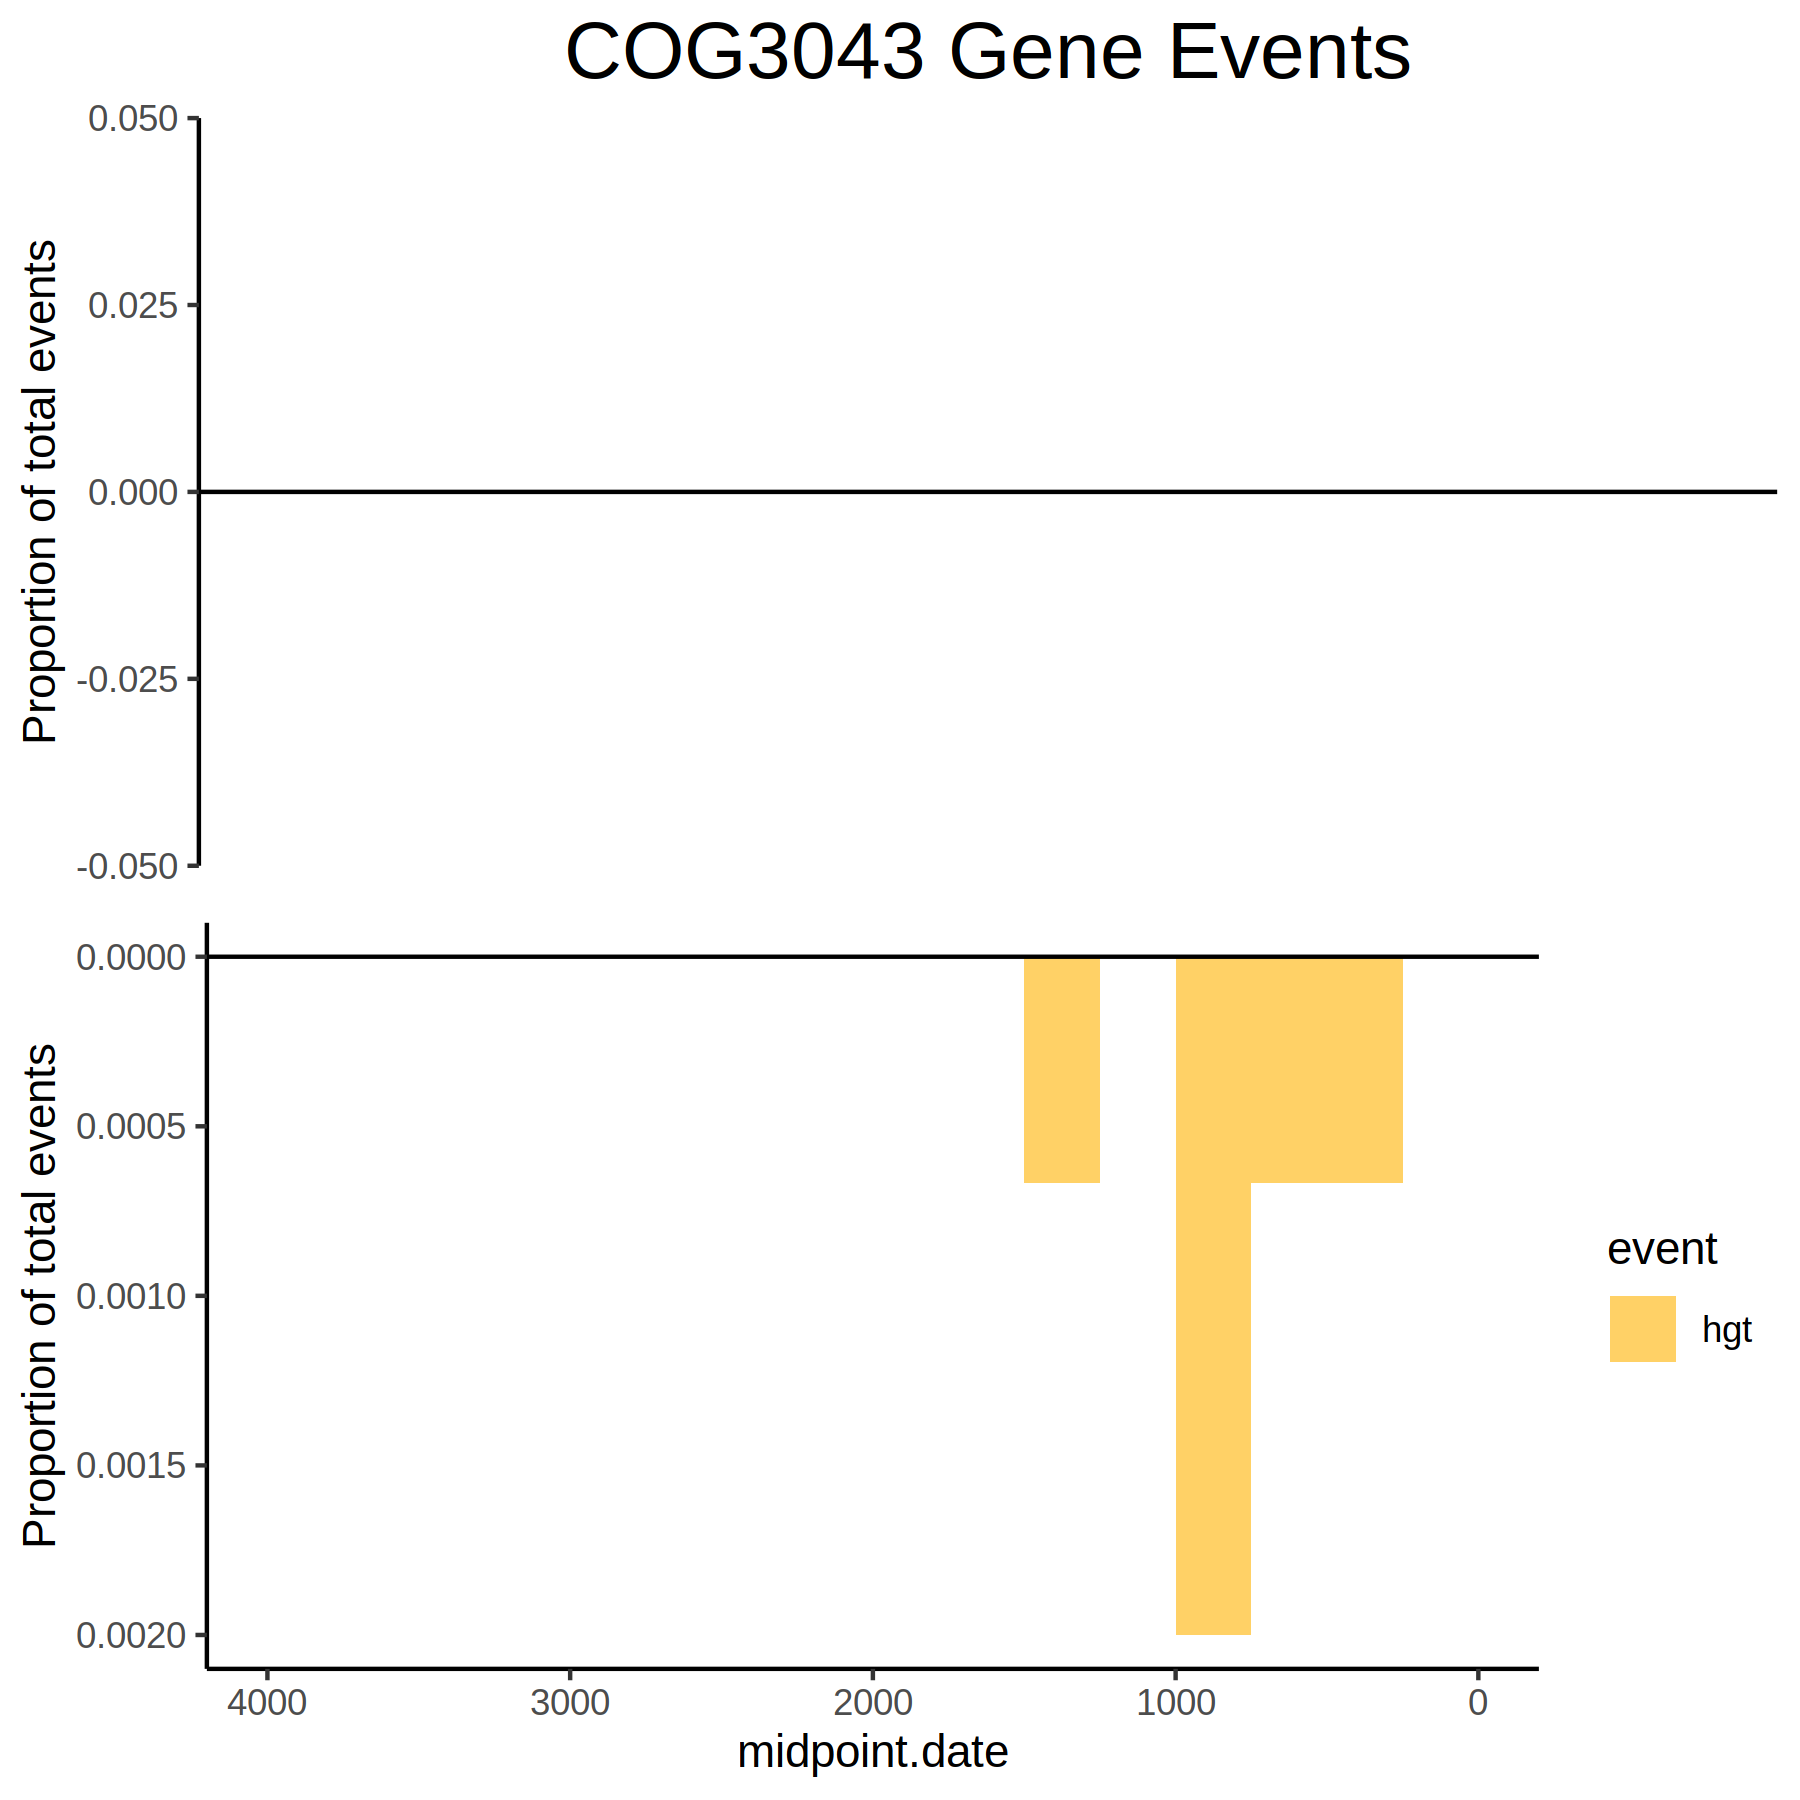 COG3043 Gene Events
0.050
0.025
0.000
-0.025
-0.050
Proportion of total events
0.0000
0.0005
0.0010
0.0015
0.0020
Proportion of total events
4000 3000 2000 1000 0
midpoint.date
event
hgt